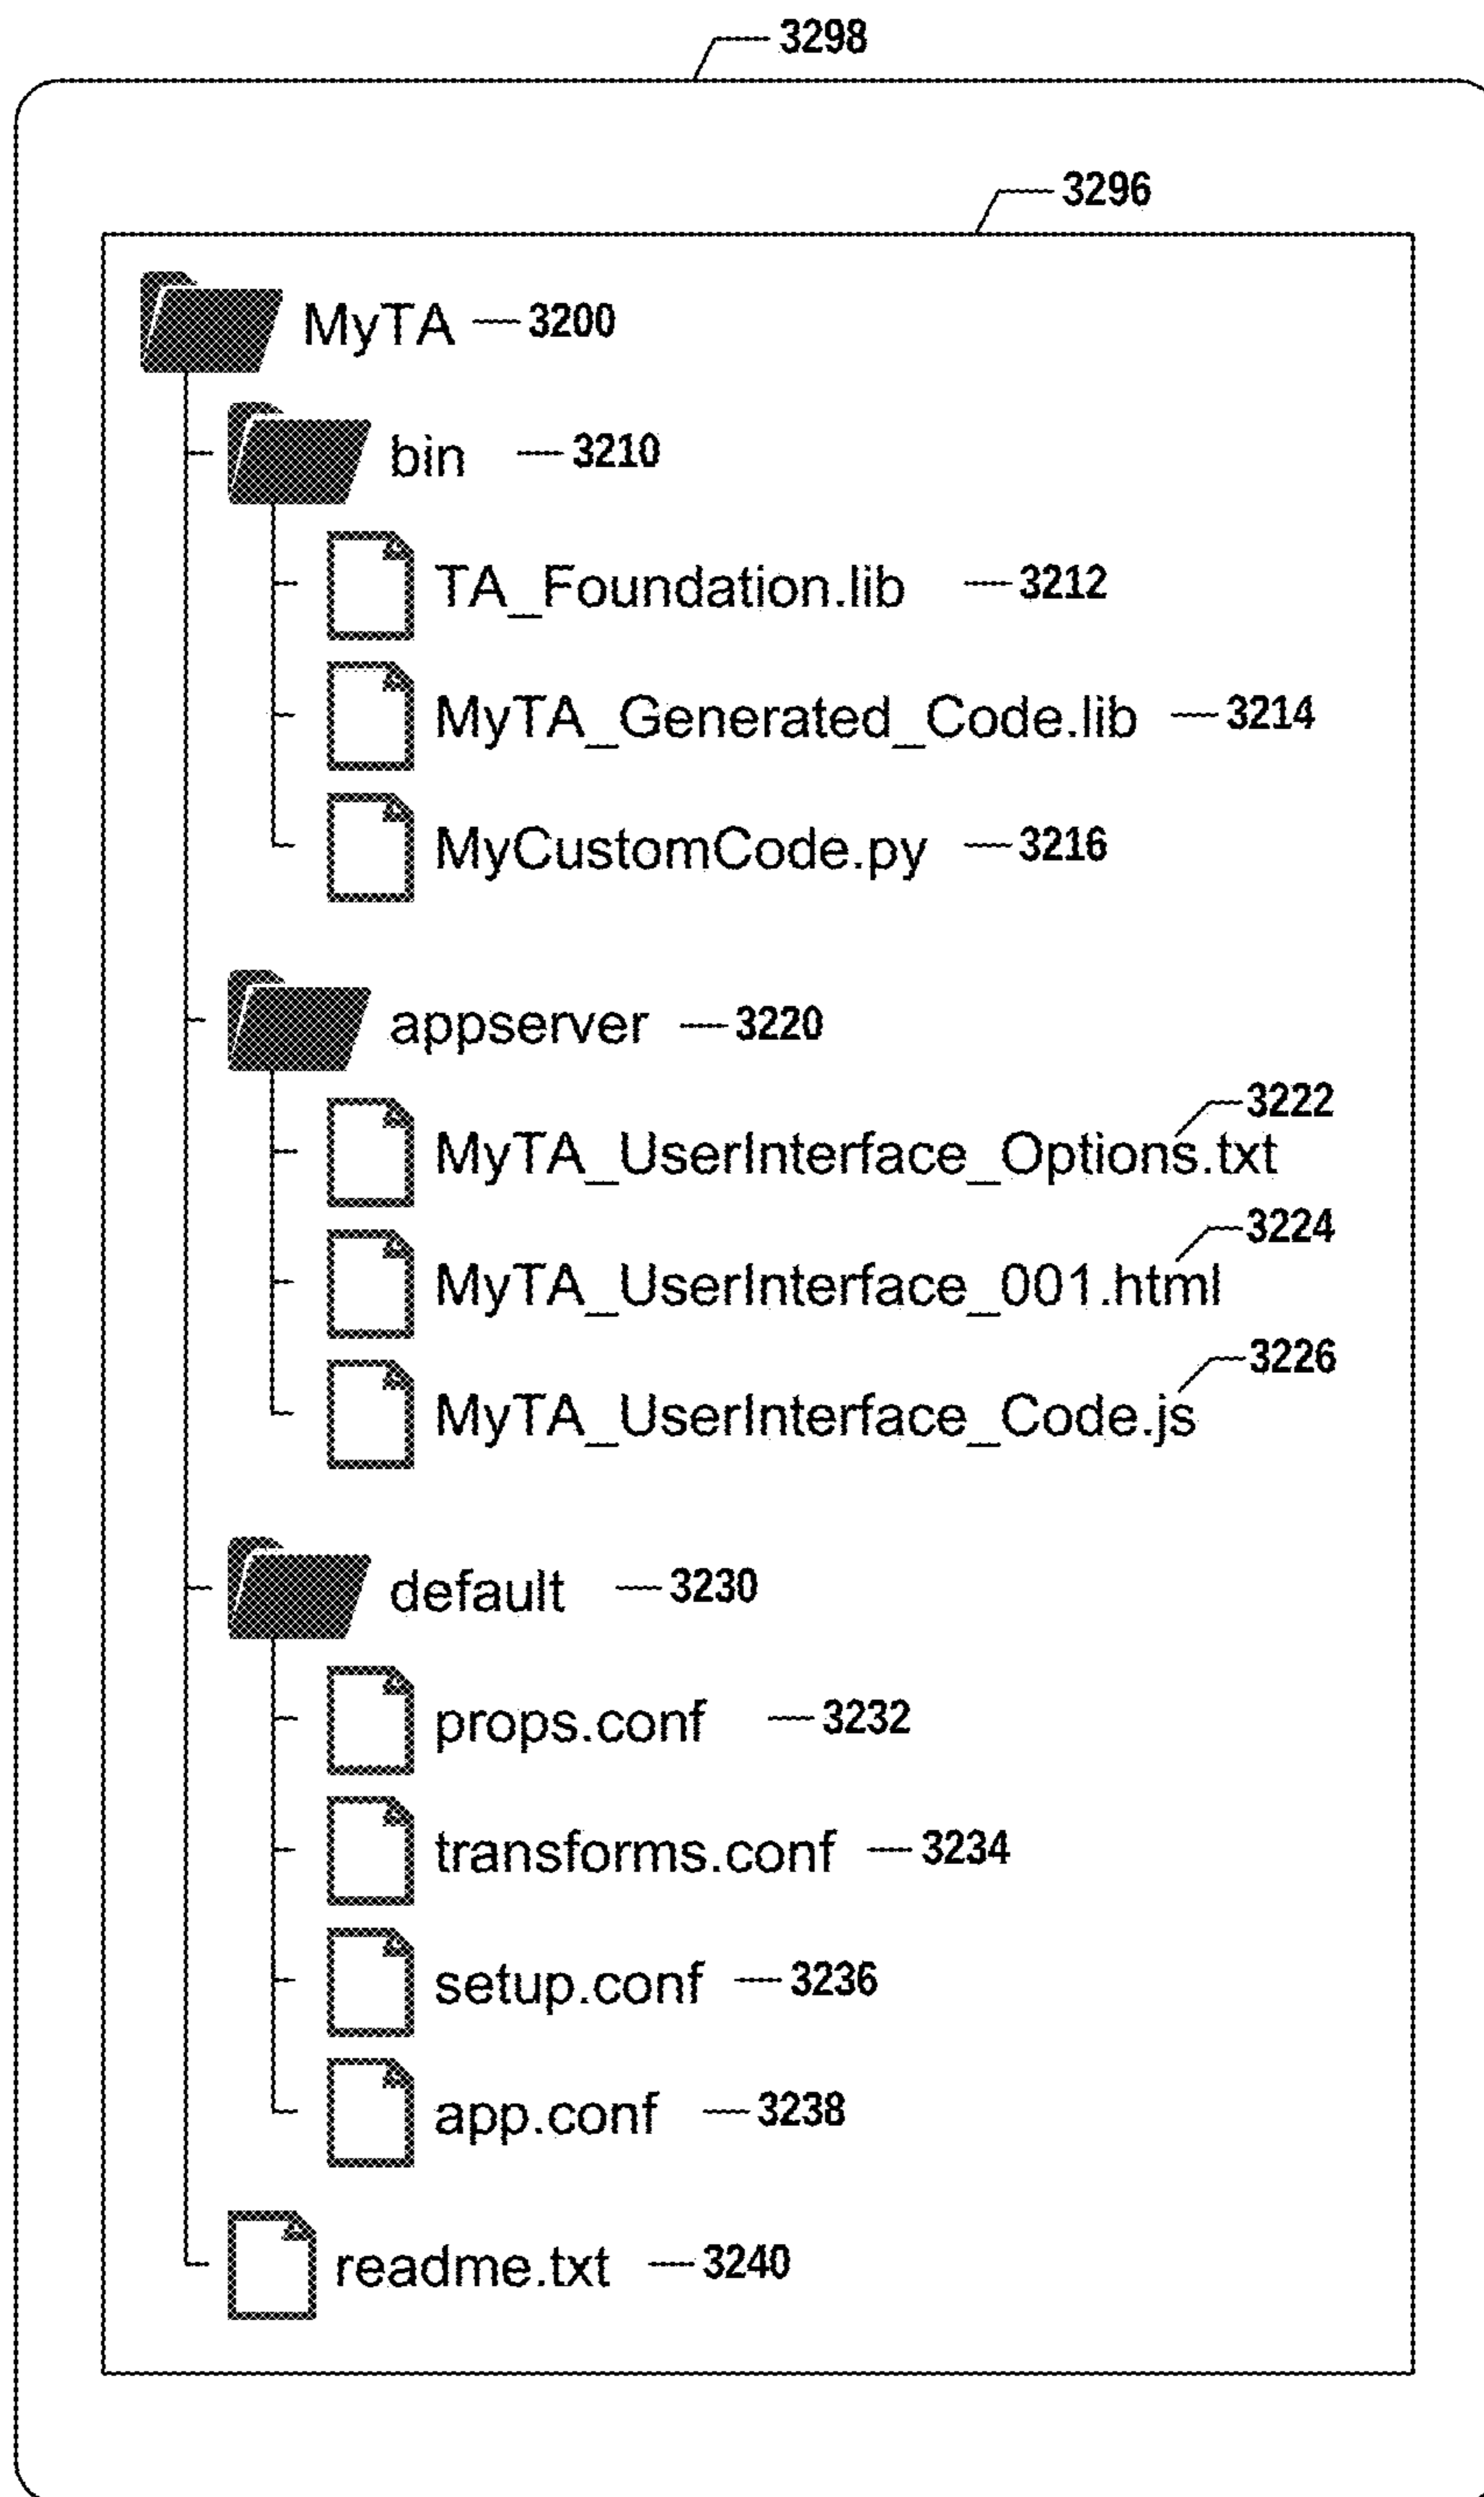 3298
3296
MyTA 3200
bin 3210
TA_Foundation.lib 3212
MyTA_Generated_Code.lib 3214
MyCustomCode.py 3216
appserver 3220
3222
MyTA_UserInterface_Options.txt
3224
MyTA_UserInterface_001.html
3226
MyTA_UserInterface_Code.js
default 3230
props.conf 3232
transforms.conf 3234
setup.conf 3236
app.conf 3238
readme.txt 3240